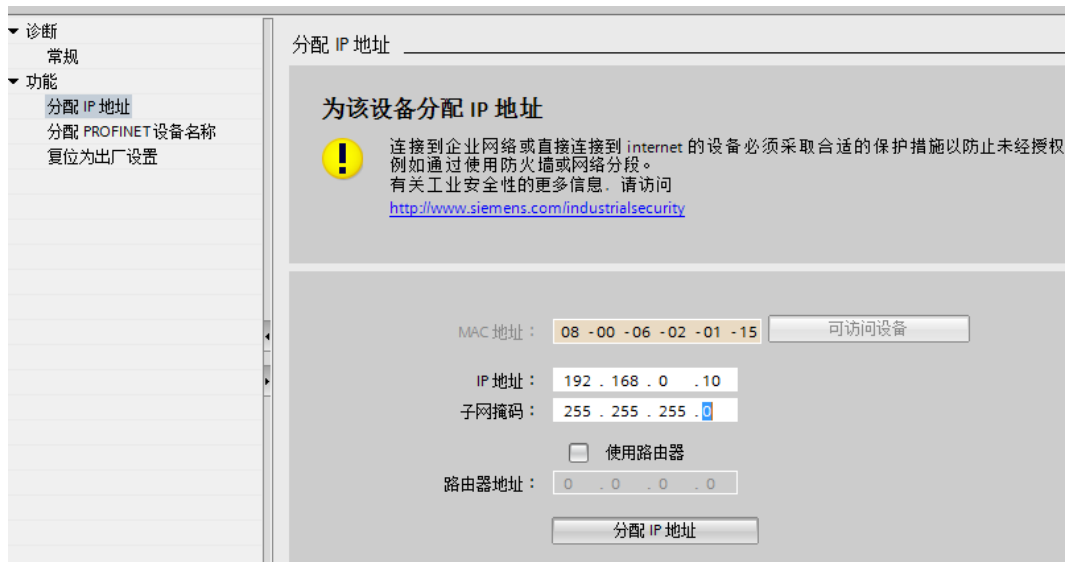 诊断
常规
功能
分配 IP 地址
分配 PROFINET 设备名称
复位为出厂设置
分配 IP 地址
为该设备分配 IP 地址
连接到企业网络或直接连接到 internet 的设备必须采取合适的保护措施以防止未经授权
例如通过使用防火墙或网络分段。
有关工业安全性的更多信息，请访问
http://www.siemens.com/industrialsecurity
MAC 地址： 08 -00 -06 -02 -01 -15 可访问设备
IP 地址： 192 . 168 . 0 . 10
子网掩码： 255 . 255 . 255 . 0
使用路由器
路由器地址： 0 . 0 . 0 . 0
分配 IP 地址